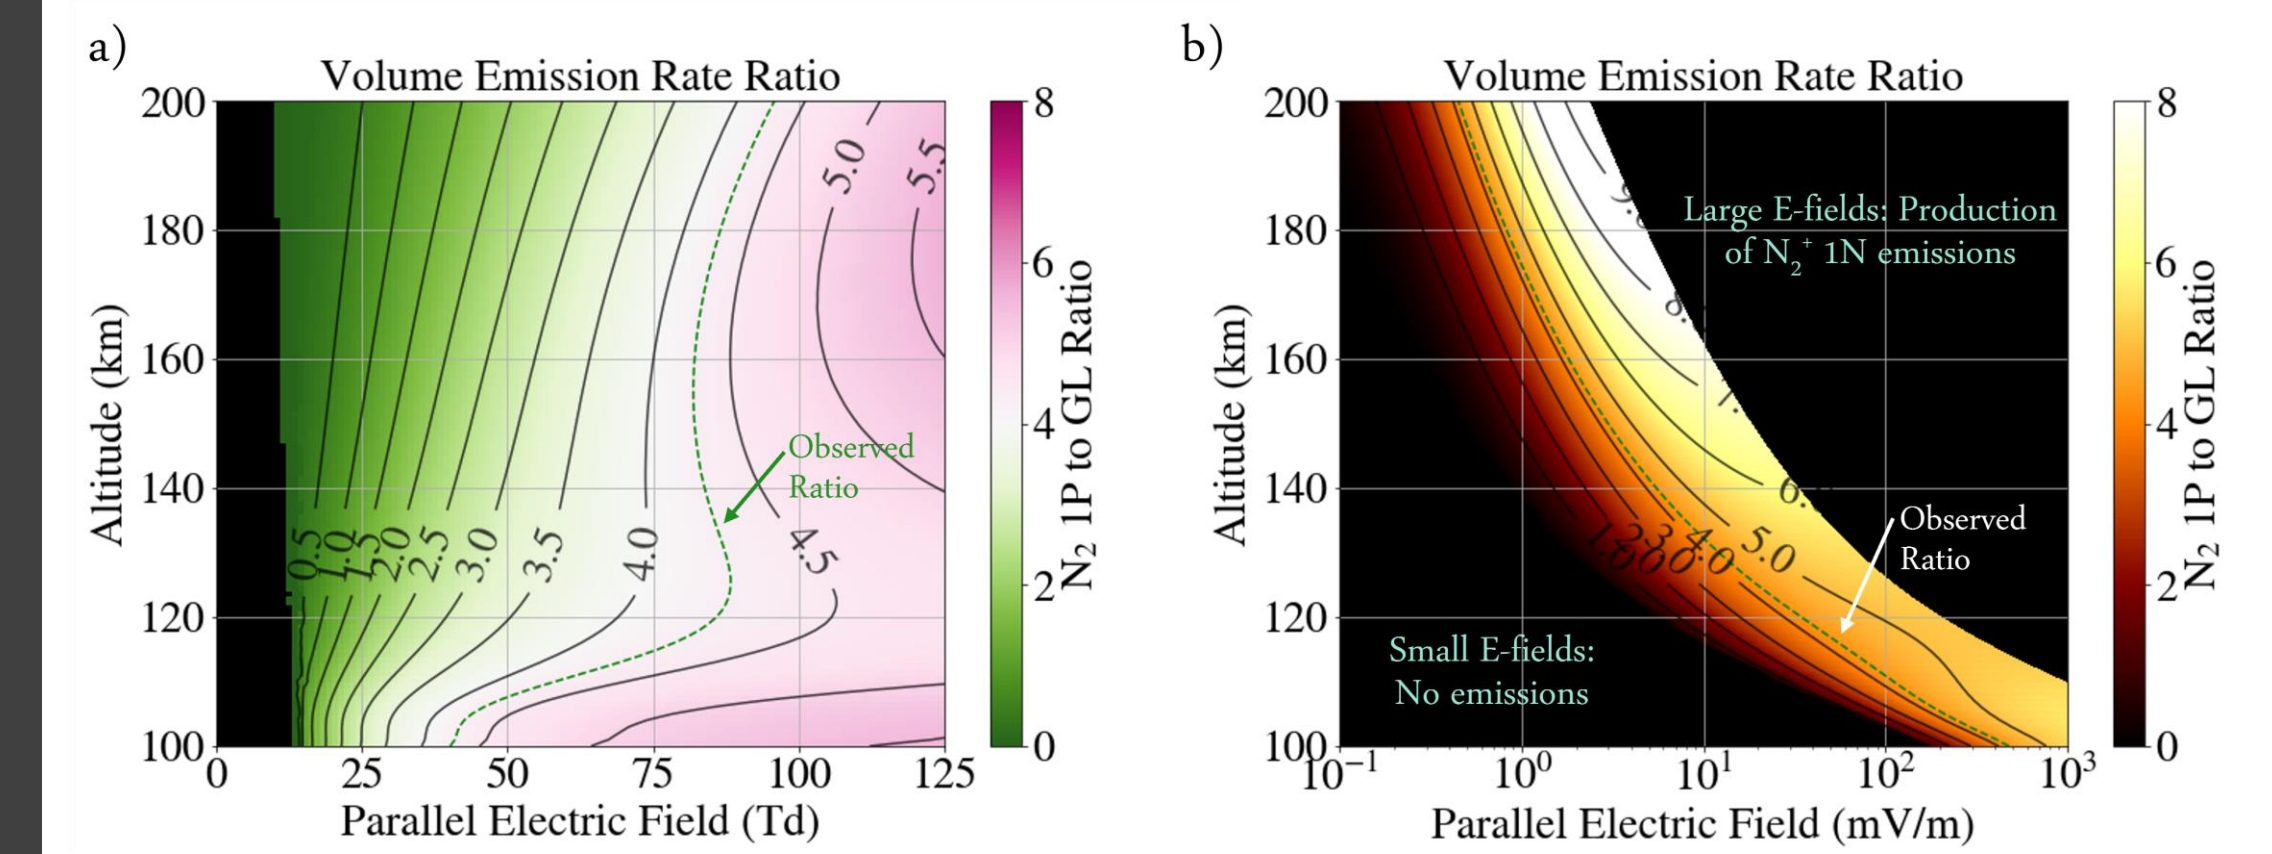 a)
Volume Emission Rate Ratio
200
180
160
140
120
100
Altitude (km)
0
25
50
75
100
125
Parallel Electric Field (Td)
0.5
1.0
1.5
2.0
2.5
3.0
3.5
4.0
4.5
5.0
5.5
Observed
Ratio
8
6
4
2
0
N₂ 1P to GL Ratio
b)
Volume Emission Rate Ratio
200
180
160
140
120
100
Altitude (km)
10⁻¹
10⁰
10¹
10²
10³
Parallel Electric Field (mV/m)
4.0
5.0
Large E-fields: Production
of N₂⁺ 1N emissions
Observed
Ratio
Small E-fields:
No emissions
8
6
4
2
0
N₂ 1P to GL Ratio